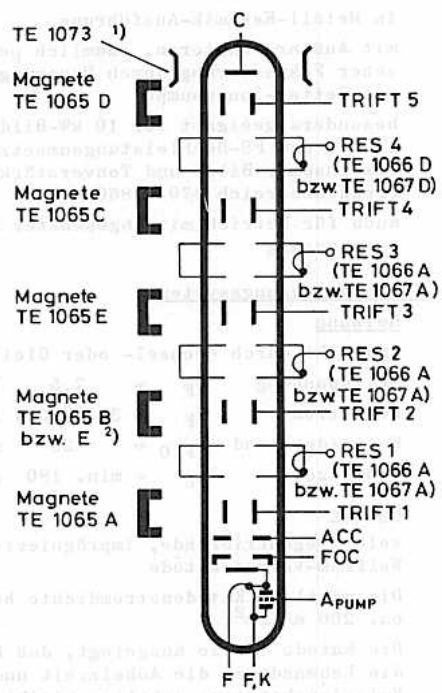 C
TE 1073 ¹)
Magnete
TE 1065 D
TRIFT 5
RES 4
(TE 1066 D
bzw. TE 1067 D)
Magnete
TE 1065 C
TRIFT 4
RES 3
(TE 1066 A
bzw. TE 1067 A)
Magnete
TE 1065 E
TRIFT 3
RES 2
(TE 1066 A
bzw. TE 1067 A)
Magnete
TE 1065 B
bzw. E ²)
TRIFT 2
RES 1
(TE 1066 A
bzw. TE 1067 A)
Magnete
TE 1065 A
TRIFT 1
ACC
FOC
APUMP
F F,K